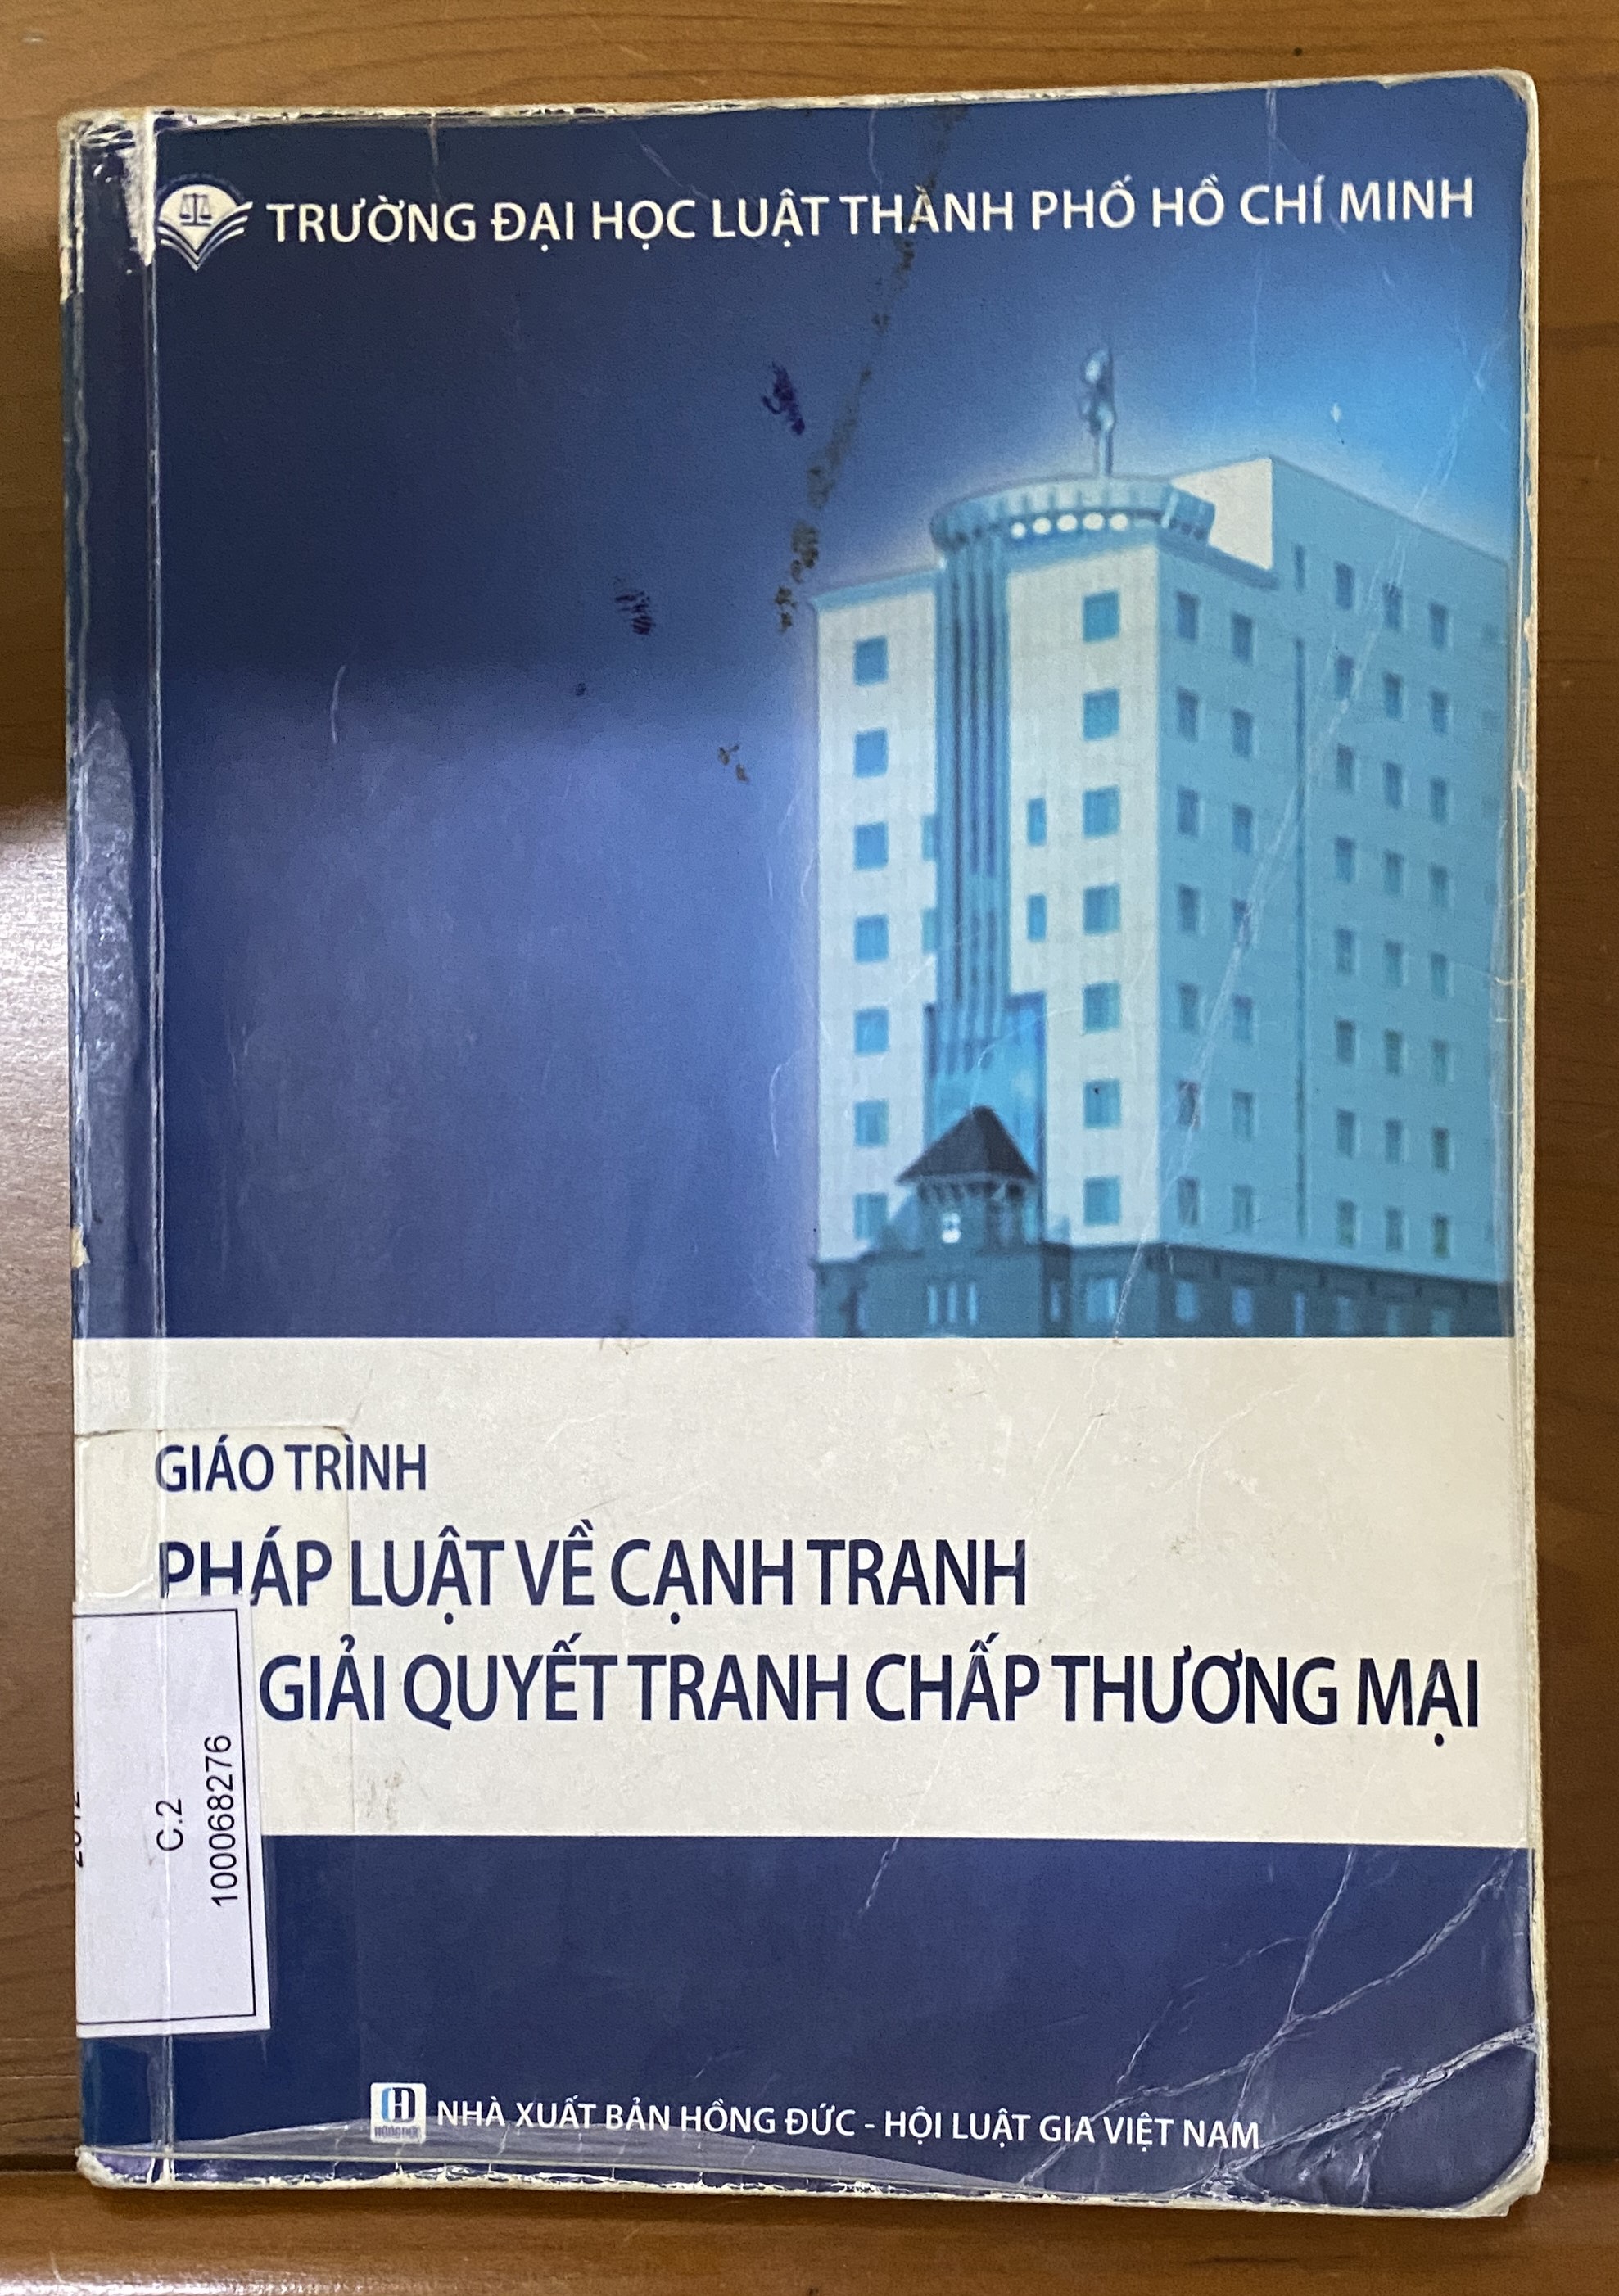 TRƯỜNG ĐẠI HỌC LUẬT THÀNH PHỐ HỒ CHÍ MINH
GIÁO TRÌNH
PHÁP LUẬT VỀ CẠNH TRANH
GIẢI QUYẾT TRANH CHẤP THƯƠNG MẠI
C.2
100068276
NHÀ XUẤT BẢN HỒNG ĐỨC - HỘI LUẬT GIA VIỆT NAM